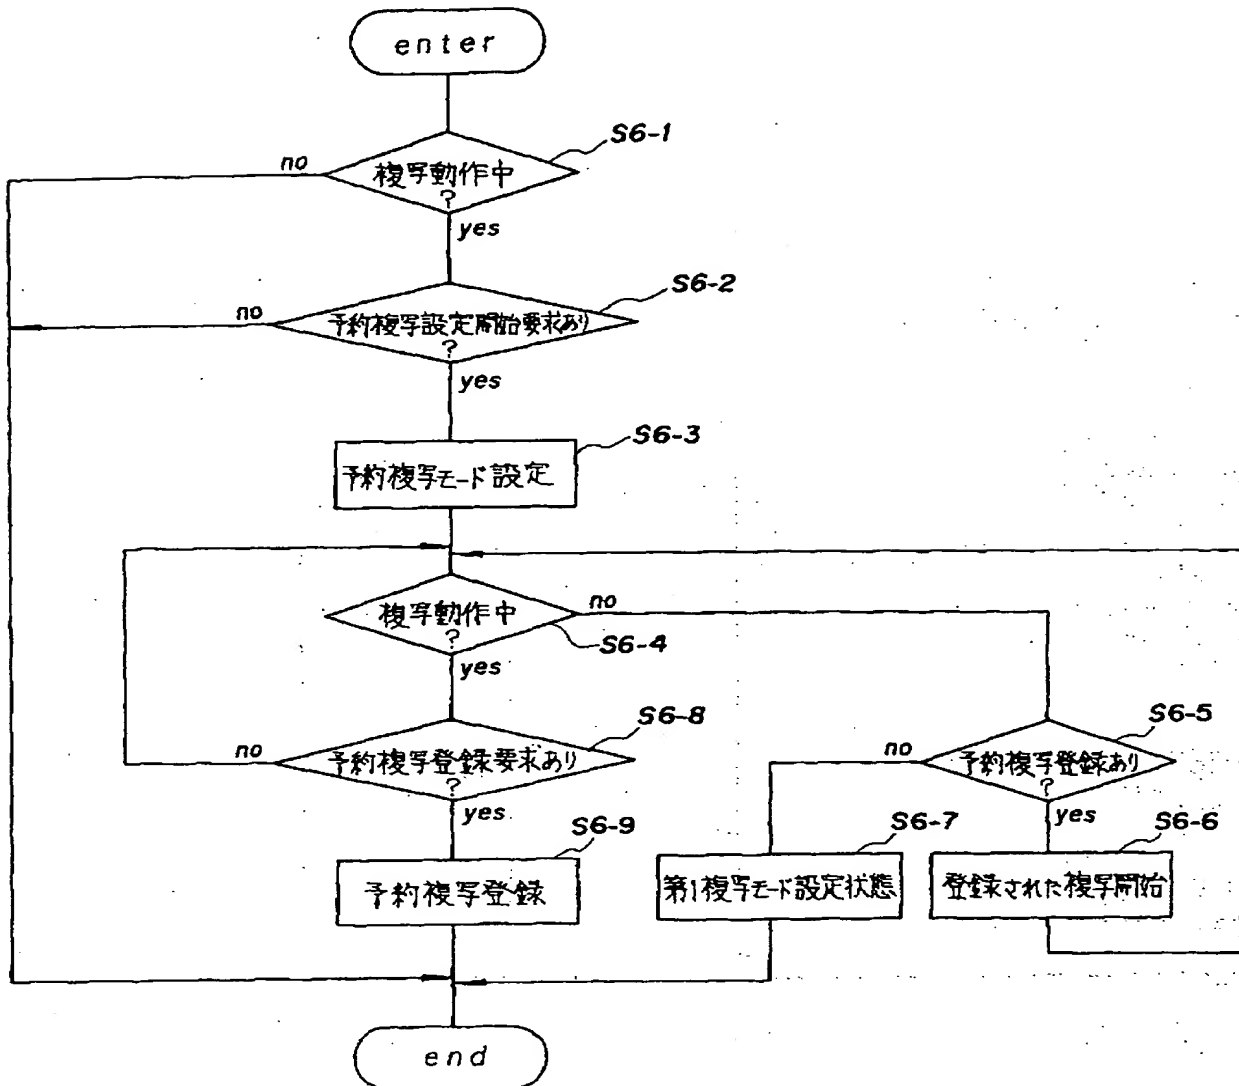 enter
S6-1
no
複写動作中
?
yes
S6-2
no
予約複写設定開始要求あり
?
yes
S6-3
予約複写モード設定
複写動作中
?
no
S6-4
yes
S6-8
no
予約複写登録要求あり
?
yes
S6-5
no
予約複写登録あり
?
yes
S6-9
予約複写登録
S6-7
第1複写モード設定状態
S6-6
登録された複写開始
end